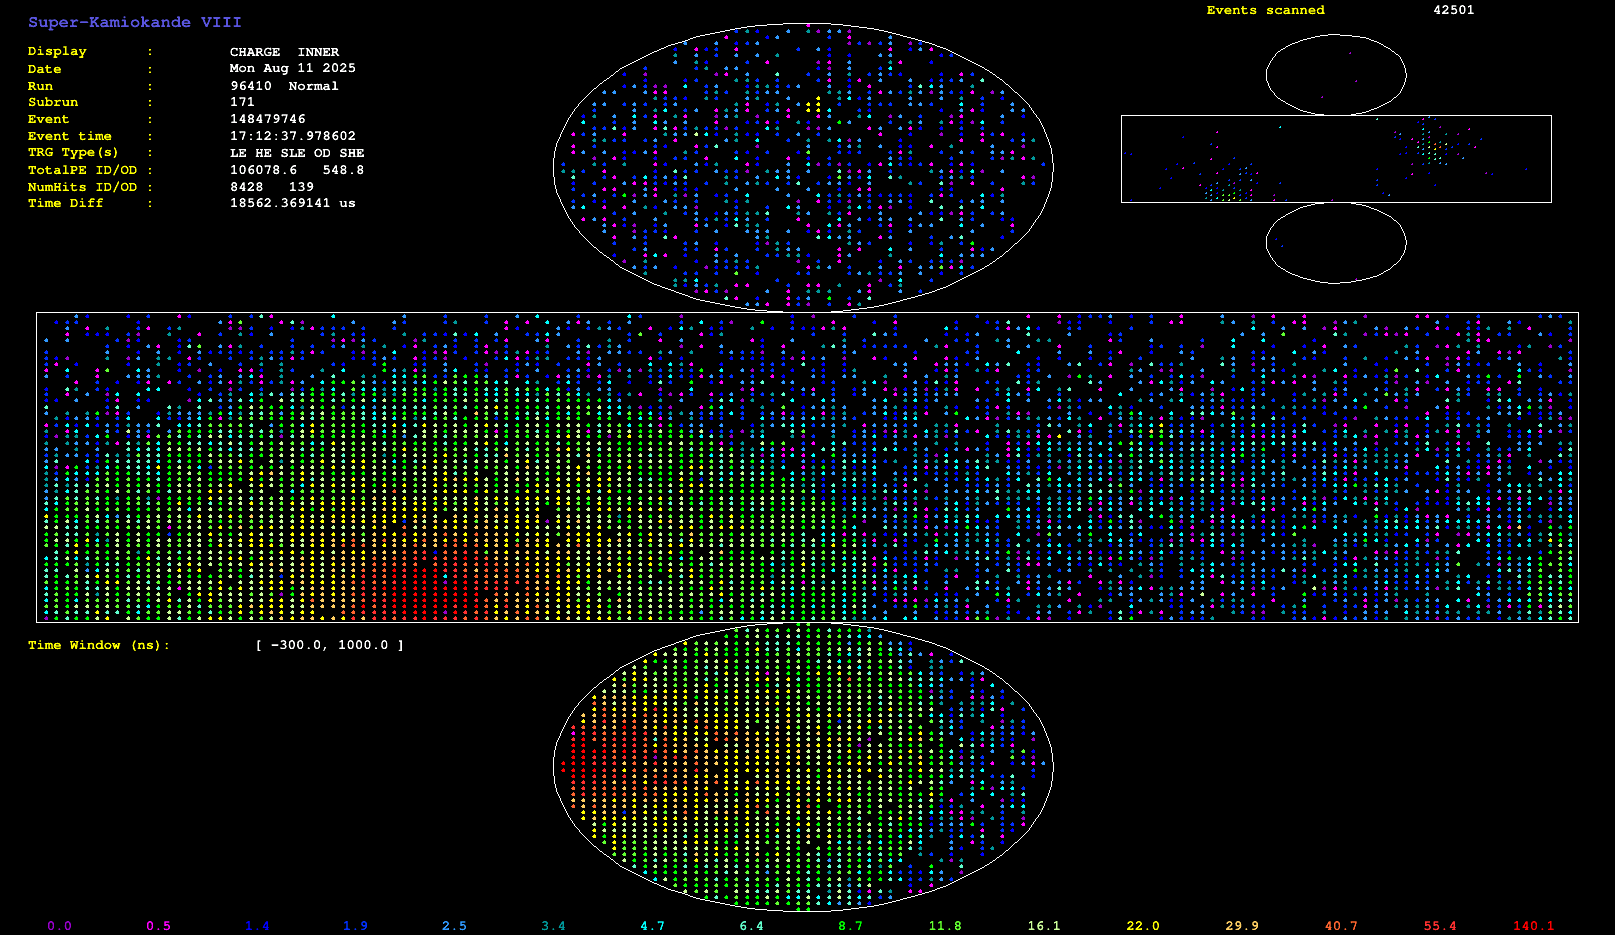 Super-Kamiokande VIII
Events scanned 42501
Display : CHARGE INNER
Date : Mon Aug 11 2025
Run : 96410 Normal
Subrun : 171
Event : 148479746
Event time : 17:12:37.978602
TRG Type(s) : LE HE SLE OD SHE
TotalPE ID/OD : 106078.6 548.8
NumHits ID/OD : 8428 139
Time Diff : 18562.369141 us
Time Window (ns): [ -300.0, 1000.0 ]
0.0 0.5 1.4 1.9 2.5 3.4 4.7 6.4 8.7 11.8 16.1 22.0 29.9 40.7 55.4 140.1